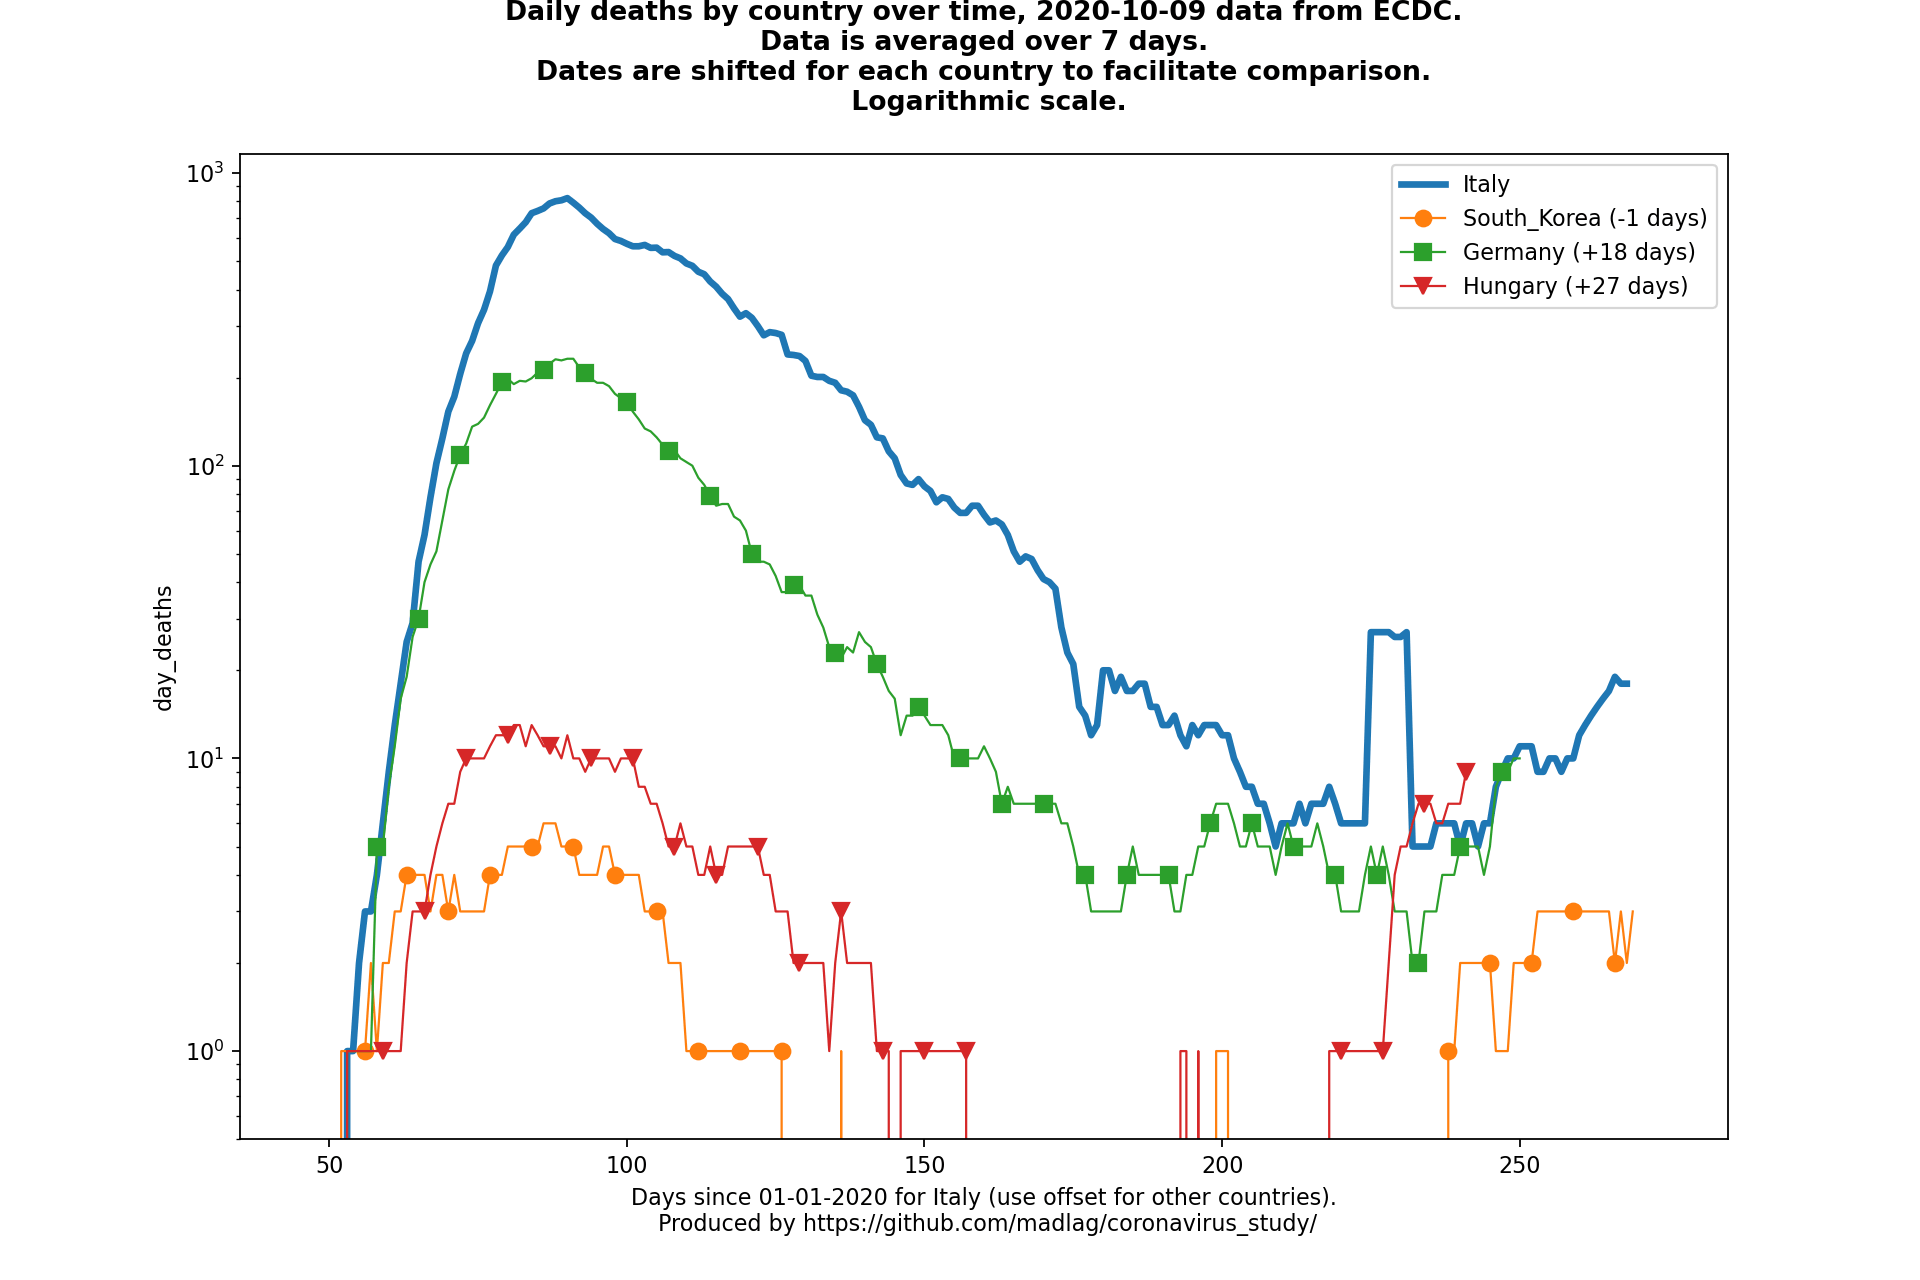 Daily deaths by country over time, 2020-10-09 data from ECDC.
Data is averaged over 7 days.
Dates are shifted for each country to facilitate comparison.
Logarithmic scale.
10³
10²
10¹
10⁰
day_deaths
Italy
South_Korea (-1 days)
Germany (+18 days)
Hungary (+27 days)
50 100 150 200 250
Days since 01-01-2020 for Italy (use offset for other countries).
Produced by https://github.com/madlag/coronavirus_study/